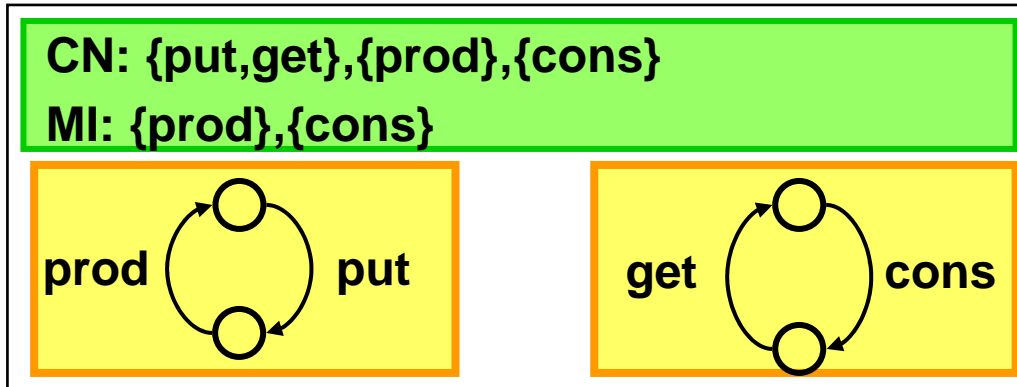 CN: {put,get},{prod},{cons}
MI: {prod},{cons}
prod put
get cons